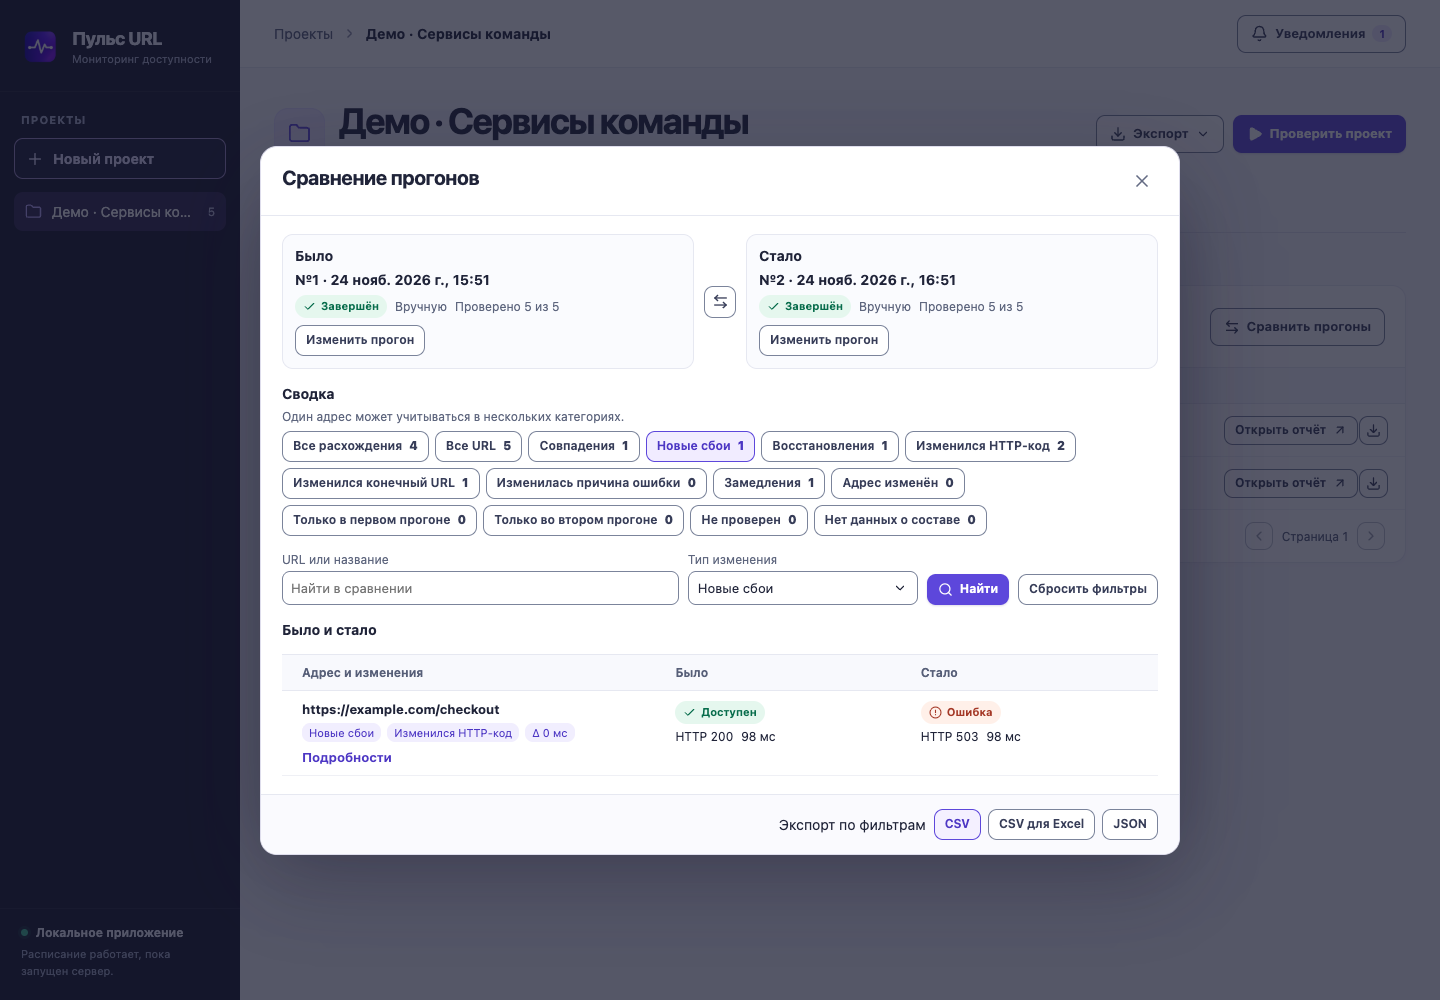 Пульс URL
Мониторинг доступности
ПРОЕКТЫ
Новый проект
Демо · Сервисы ко... 5
Локальное приложение
Расписание работает, пока
запущен сервер.
Проекты Демо · Сервисы команды
Уведомления 1
Демо · Сервисы команды
Экспорт Проверить проект
Сравнить прогоны
Открыть отчёт
Открыть отчёт
Страница 1
Сравнение прогонов
Было
№1 · 24 нояб. 2026 г., 15:51
Завершён Вручную Проверено 5 из 5
Изменить прогон
Стало
№2 · 24 нояб. 2026 г., 16:51
Завершён Вручную Проверено 5 из 5
Изменить прогон
Сводка
Один адрес может учитываться в нескольких категориях.
Все расхождения 4 Все URL 5 Совпадения 1 Новые сбои 1 Восстановления 1 Изменился HTTP-код 2
Изменился конечный URL 1 Изменилась причина ошибки 0 Замедления 1 Адрес изменён 0
Только в первом прогоне 0 Только во втором прогоне 0 Не проверен 0 Нет данных о составе 0
URL или название Тип изменения
Найти в сравнении Новые сбои Найти Сбросить фильтры
Было и стало
Адрес и изменения Было Стало
https://example.com/checkout Доступен Ошибка
Новые сбои Изменился HTTP-код Δ 0 мс HTTP 200 98 мс HTTP 503 98 мс
Подробности
Экспорт по фильтрам CSV CSV для Excel JSON